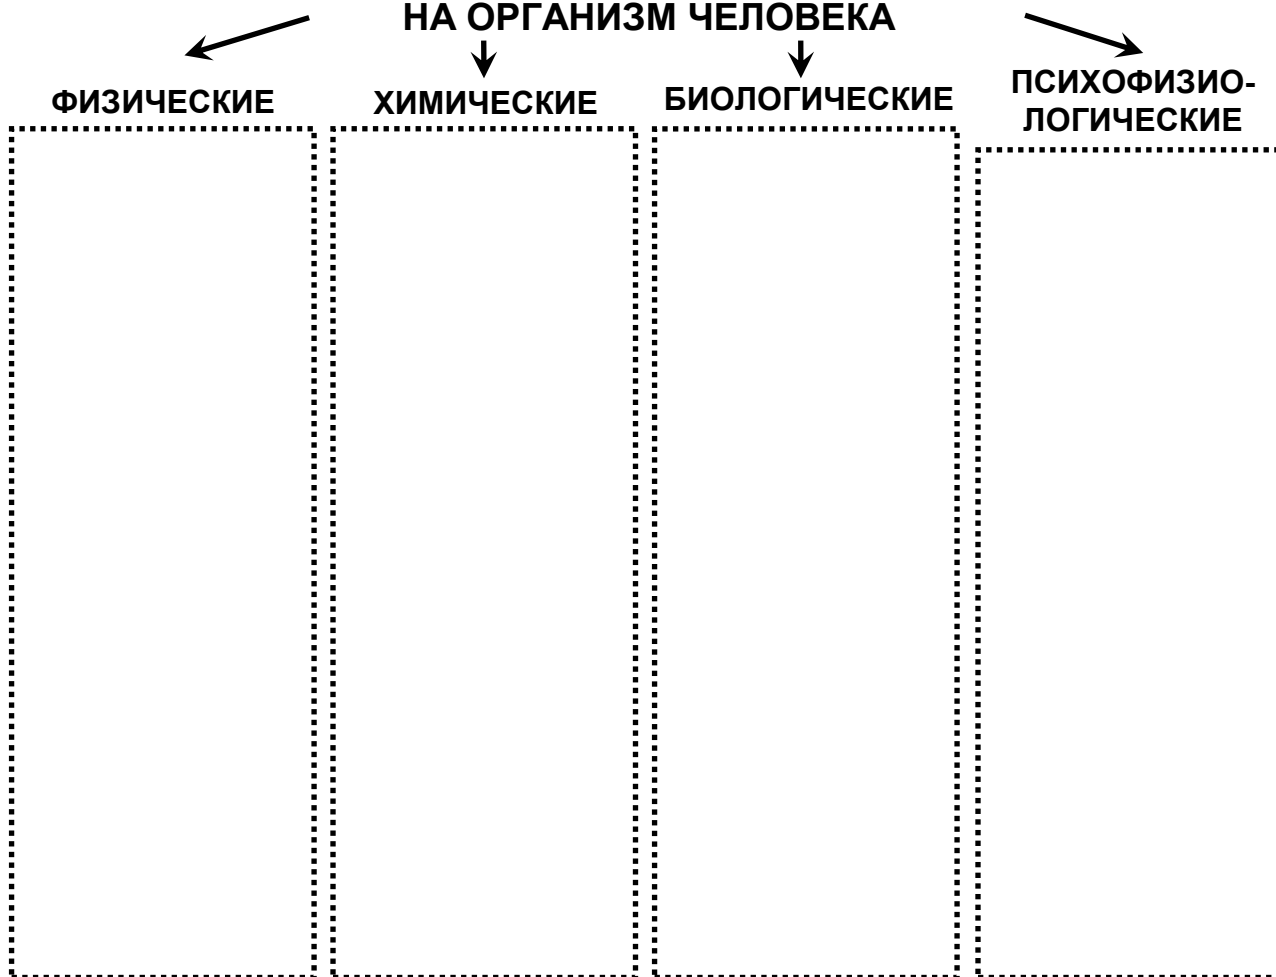 НА ОРГАНИЗМ ЧЕЛОВЕКА
ФИЗИЧЕСКИЕ
ХИМИЧЕСКИЕ
БИОЛОГИЧЕСКИЕ
ПСИХОФИЗИО-
ЛОГИЧЕСКИЕ